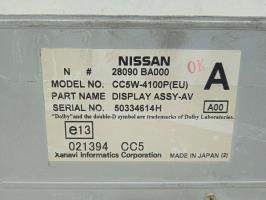 NISSAN
N # 28090 BA000
MODEL NO. CC5W-4100P(EU)
PART NAME DISPLAY ASSY-AV
SERIAL NO. 50334614H
A
OK
A00
"Dolby" and the double-D symbol are trademarks of Dolby Laboratories.
e13
021394 CC5
Xanavi Informatics Corporation MADE IN JAPAN (2)